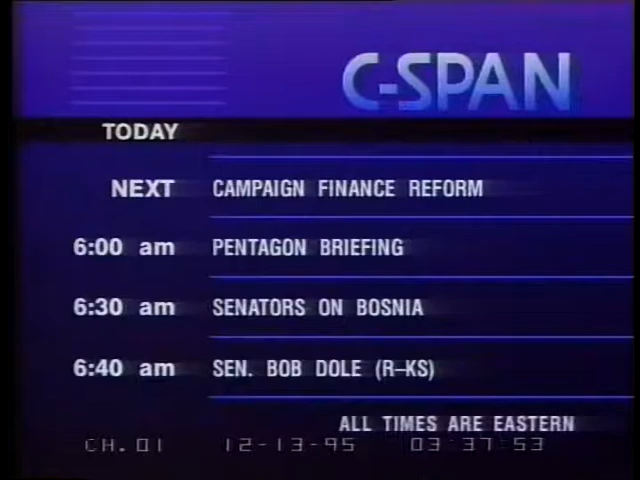 C-SPAN
TODAY
NEXT CAMPAIGN FINANCE REFORM
6:00 am PENTAGON BRIEFING
6:30 am SENATORS ON BOSNIA
6:40 am SEN. BOB DOLE (R–KS)
ALL TIMES ARE EASTERN
CH.01 12-13-95 03:37:53